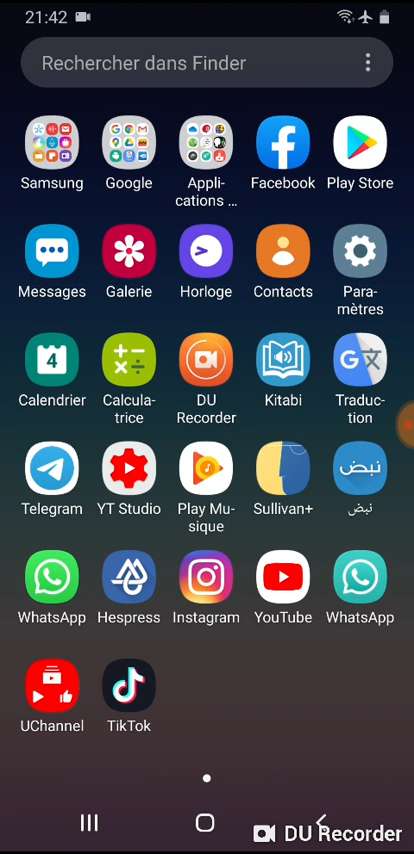 21:42
Rechercher dans Finder
Samsung
Google
Appli-
cations ...
Facebook
Play Store
Messages
Galerie
Horloge
Contacts
Para-
mètres
4
G
Calendrier
Calcula-
trice
DU
Recorder
Kitabi
Traduc-
tion
نبض
Telegram
YT Studio
Play Mu-
sique
Sullivan+
نبض
WhatsApp
Hespress
Instagram
YouTube
WhatsApp
UChannel
TikTok
DU Recorder